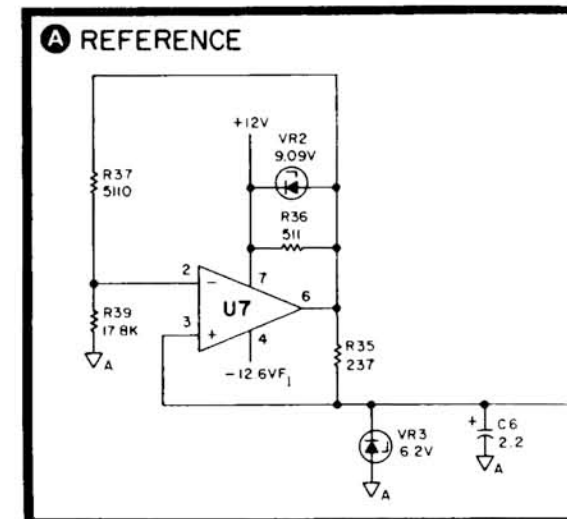 A REFERENCE
+12V
VR2
9.09V
R37
5110
R36
511
2
7
−
U7
6
3
+
4
R39
17.8K
A
R35
237
−12.6VF1
VR3
6.2V
A
+
C6
2.2
A